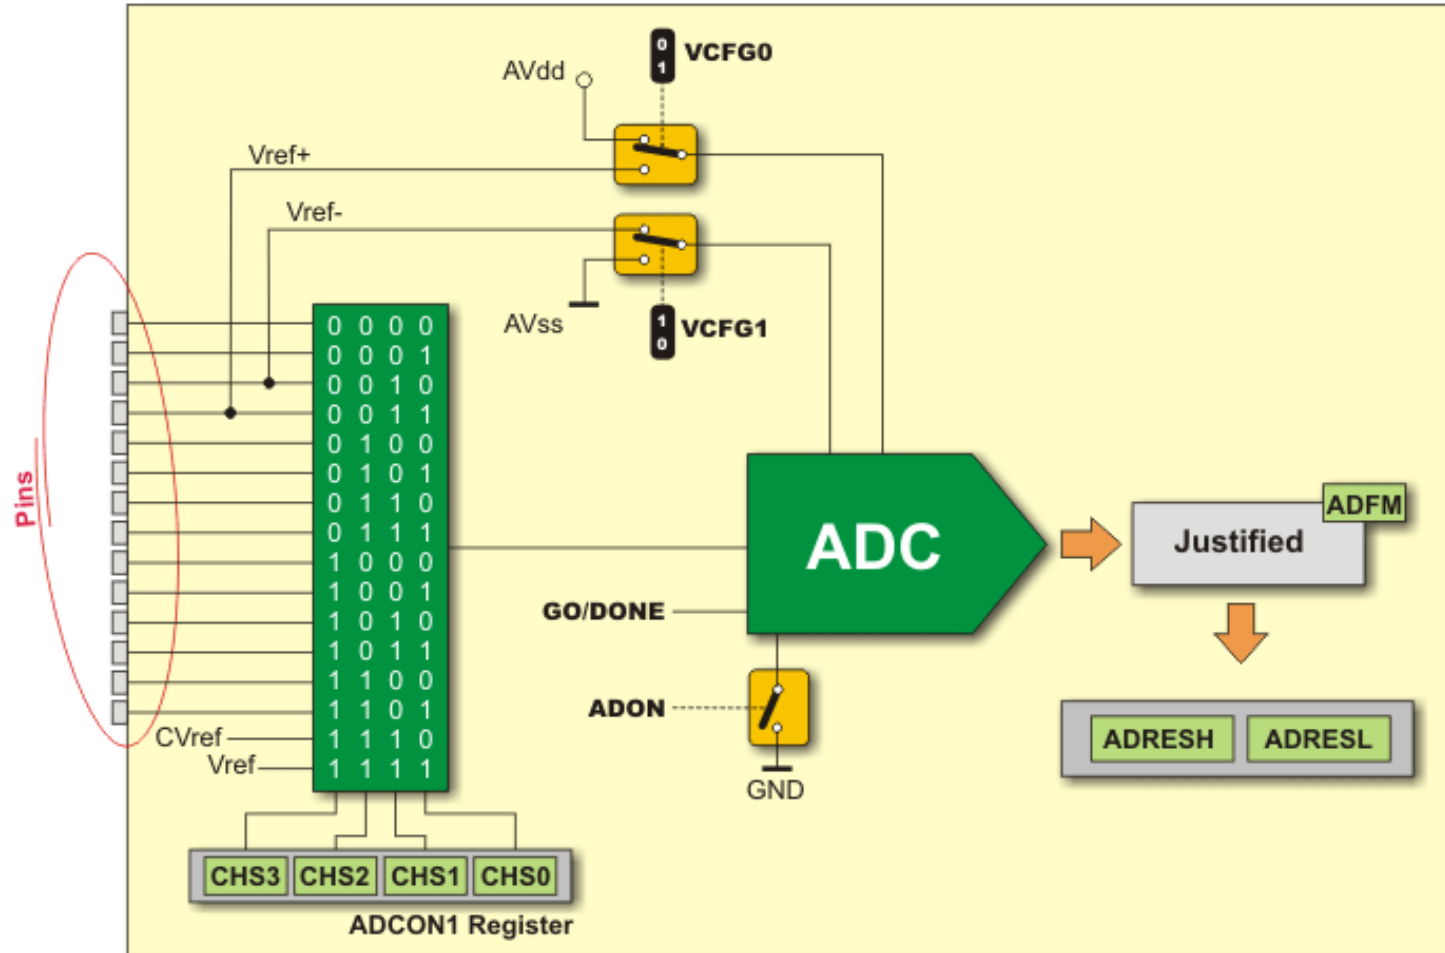 0
1
VCFG0
AVdd
Vref+
Vref-
AVss
1
0
VCFG1
Pins
0 0 0 0
0 0 0 1
0 0 1 0
0 0 1 1
0 1 0 0
0 1 0 1
0 1 1 0
0 1 1 1
1 0 0 0
1 0 0 1
1 0 1 0
1 0 1 1
1 1 0 0
1 1 0 1
1 1 1 0
1 1 1 1
CVref
Vref
ADC
GO/DONE
ADON
GND
ADFM
Justified
ADRESH ADRESL
CHS3 CHS2 CHS1 CHS0
ADCON1 Register